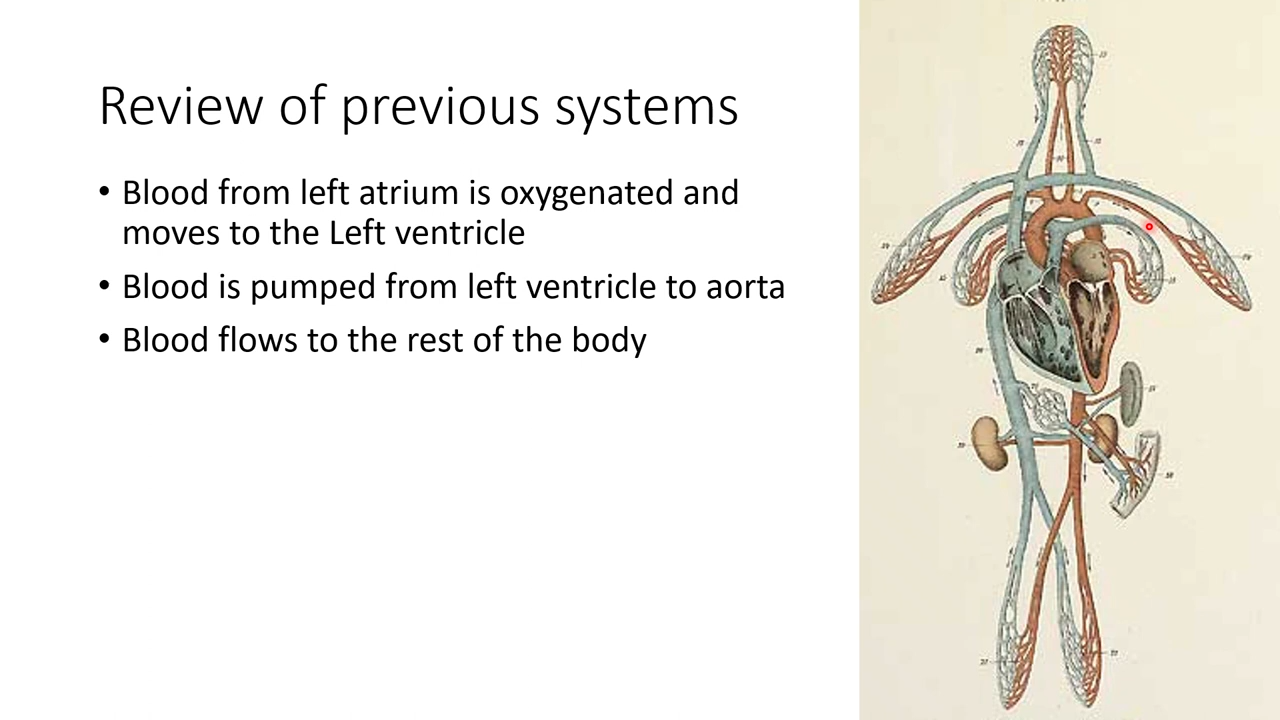 Review of previous systems
• Blood from left atrium is oxygenated and
moves to the Left ventricle
• Blood is pumped from left ventricle to aorta
• Blood flows to the rest of the body